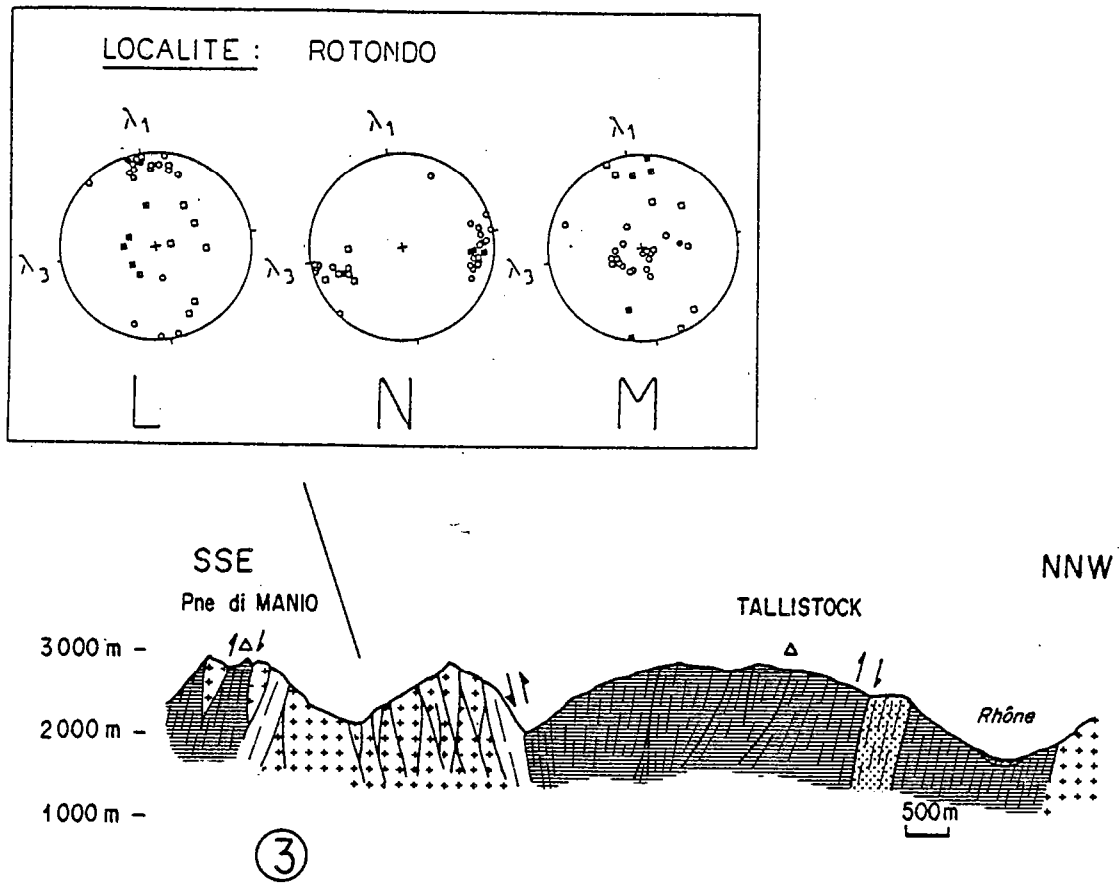 LOCALITE : ROTONDO
λ1 λ1 λ1
λ3 λ3 λ3
L N M
SSE NNW
Pne di MANIO TALLISTOCK
3000 m –
2000 m – Rhône
1000 m – 500m
3